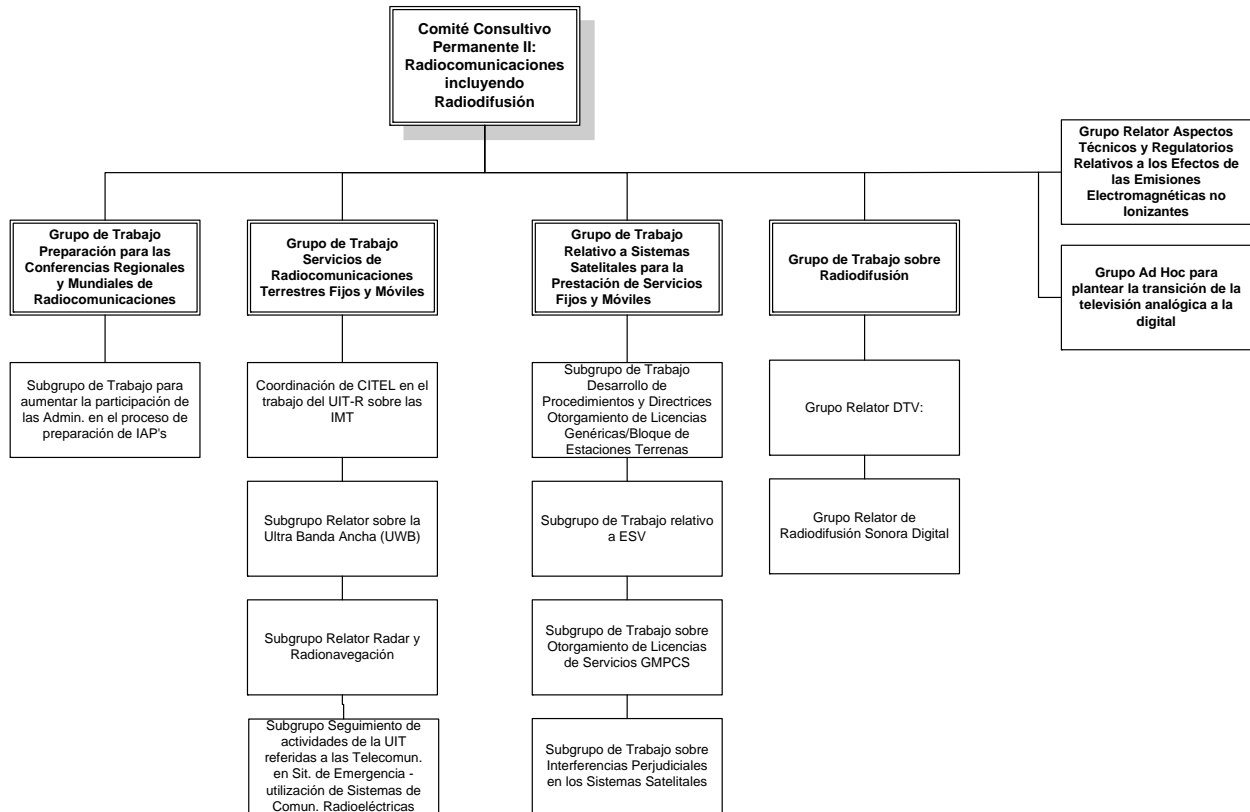 Comité Consultivo
Permanente II:
Radiocomunicaciones
incluyendo
Radiodifusión
Grupo Relator Aspectos
Técnicos y Regulatorios
Relativos a los Efectos de
las Emisiones
Electromagnéticas no
Ionizantes
Grupo Ad Hoc para
plantear la transición de la
televisión analógica a la
digital
Grupo de Trabajo
Preparación para las
Conferencias Regionales
y Mundiales de
Radiocomunicaciones
Subgrupo de Trabajo para
aumentar la participación de
las Admin. en el proceso de
preparación de IAP's
Grupo de Trabajo
Servicios de
Radiocomunicaciones
Terrestres Fijos y Móviles
Coordinación de CITEL en el
trabajo del UIT-R sobre las
IMT
Subgrupo Relator sobre la
Ultra Banda Ancha (UWB)
Subgrupo Relator Radar y
Radionavegación
Subgrupo Seguimiento de
actividades de la UIT
referidas a las Telecomun.
en Sit. de Emergencia -
utilización de Sistemas de
Comun. Radioeléctricas
Grupo de Trabajo
Relativo a Sistemas
Satelitales para la
Prestación de Servicios
Fijos y Móviles
Subgrupo de Trabajo
Desarrollo de
Procedimientos y Directrices
Otorgamiento de Licencias
Genéricas/Bloque de
Estaciones Terrenas
Subgrupo de Trabajo relativo
a ESV
Subgrupo de Trabajo sobre
Otorgamiento de Licencias
de Servicios GMPCS
Subgrupo de Trabajo sobre
Interferencias Perjudiciales
en los Sistemas Satelitales
Grupo de Trabajo sobre
Radiodifusión
Grupo Relator DTV:
Grupo Relator de
Radiodifusión Sonora Digital